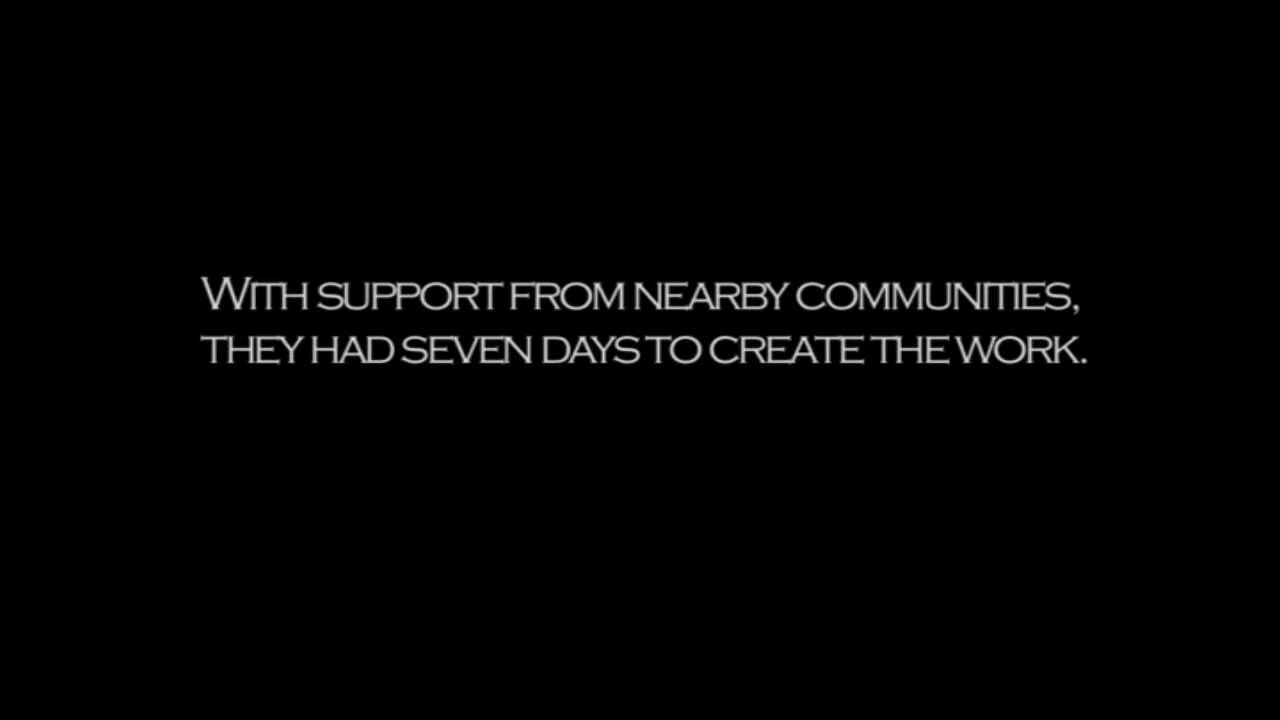 With support from nearby communities,
they had seven days to create the work.